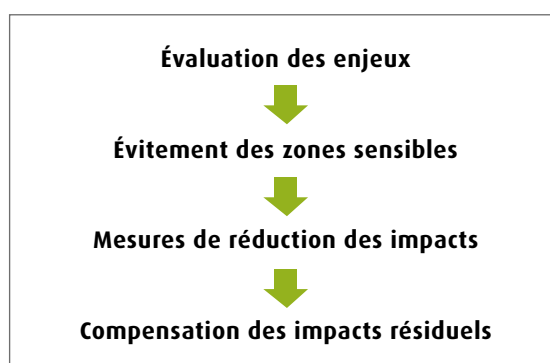 Évaluation des enjeux
Évitement des zones sensibles
Mesures de réduction des impacts
Compensation des impacts résiduels